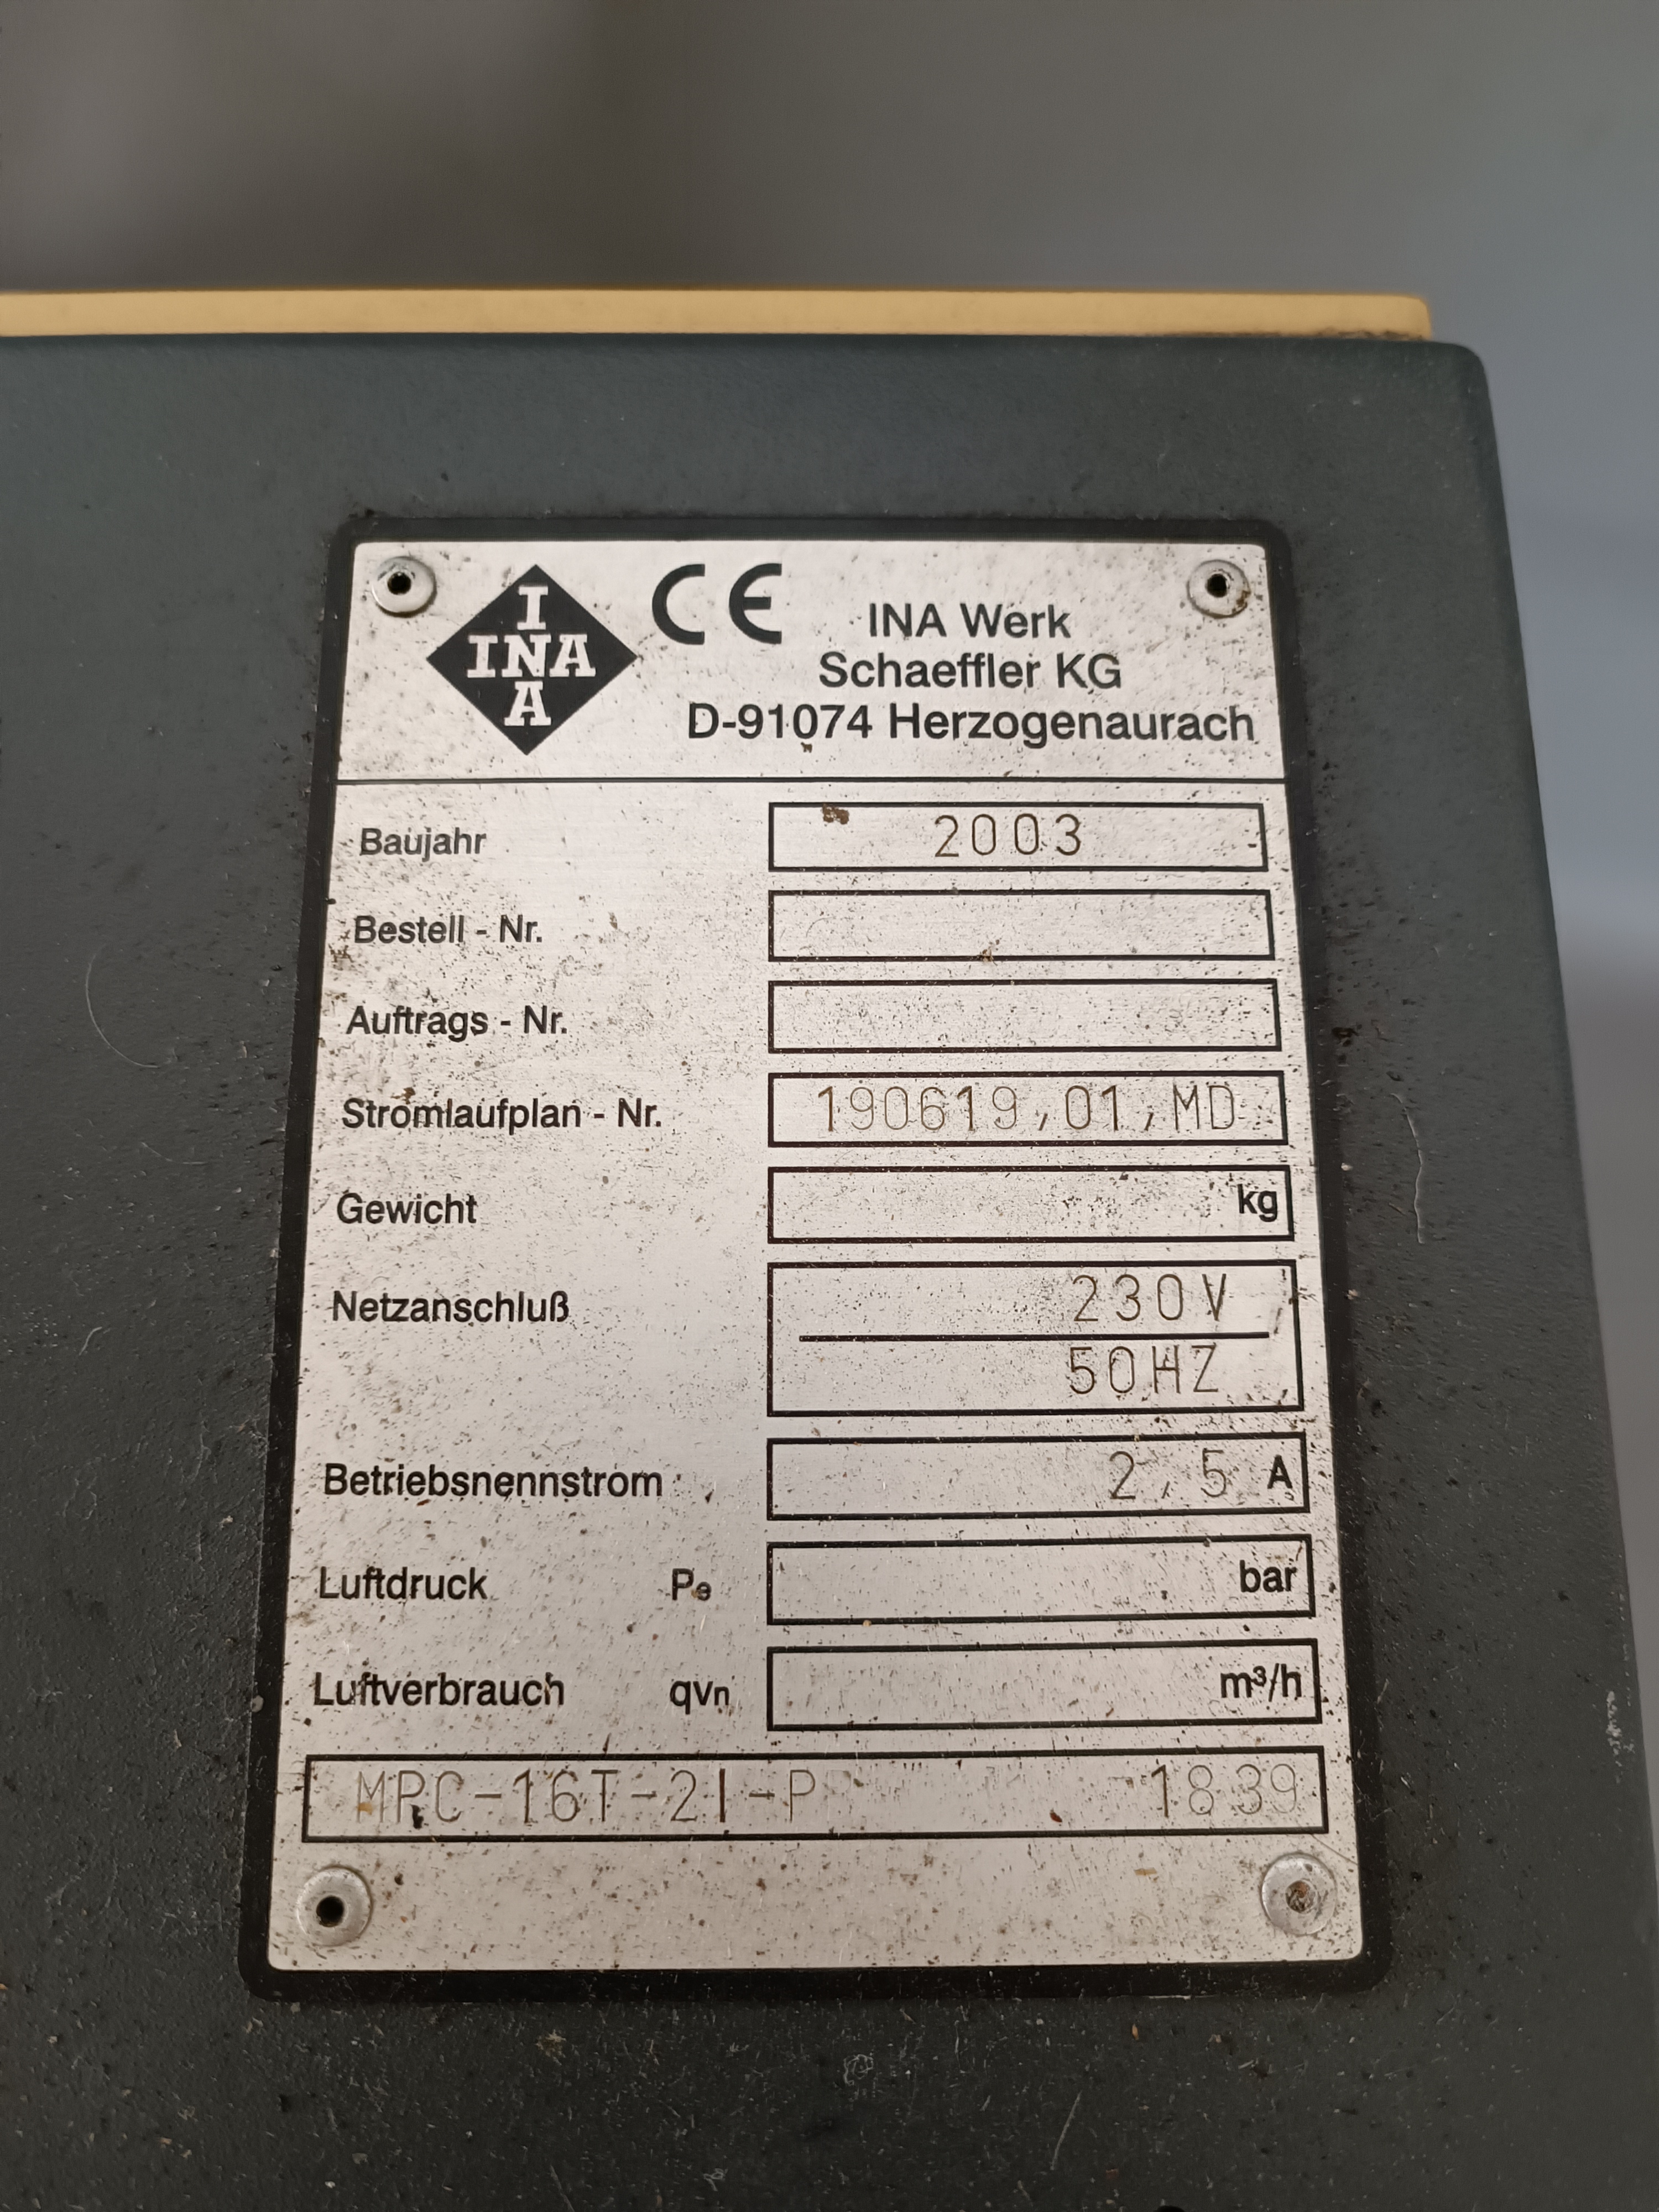 I
INA
A
CE
INA Werk
Schaeffler KG
D-91074 Herzogenaurach
Baujahr 2003
Bestell - Nr.
Auftrags - Nr.
Stromlaufplan - Nr. 190619,01,MD
Gewicht kg
Netzanschluß 230V
50HZ
Betriebsnennstrom 2,5 A
Luftdruck Pe bar
Luftverbrauch qvn m³/h
MPC-16T-2I-P 1839